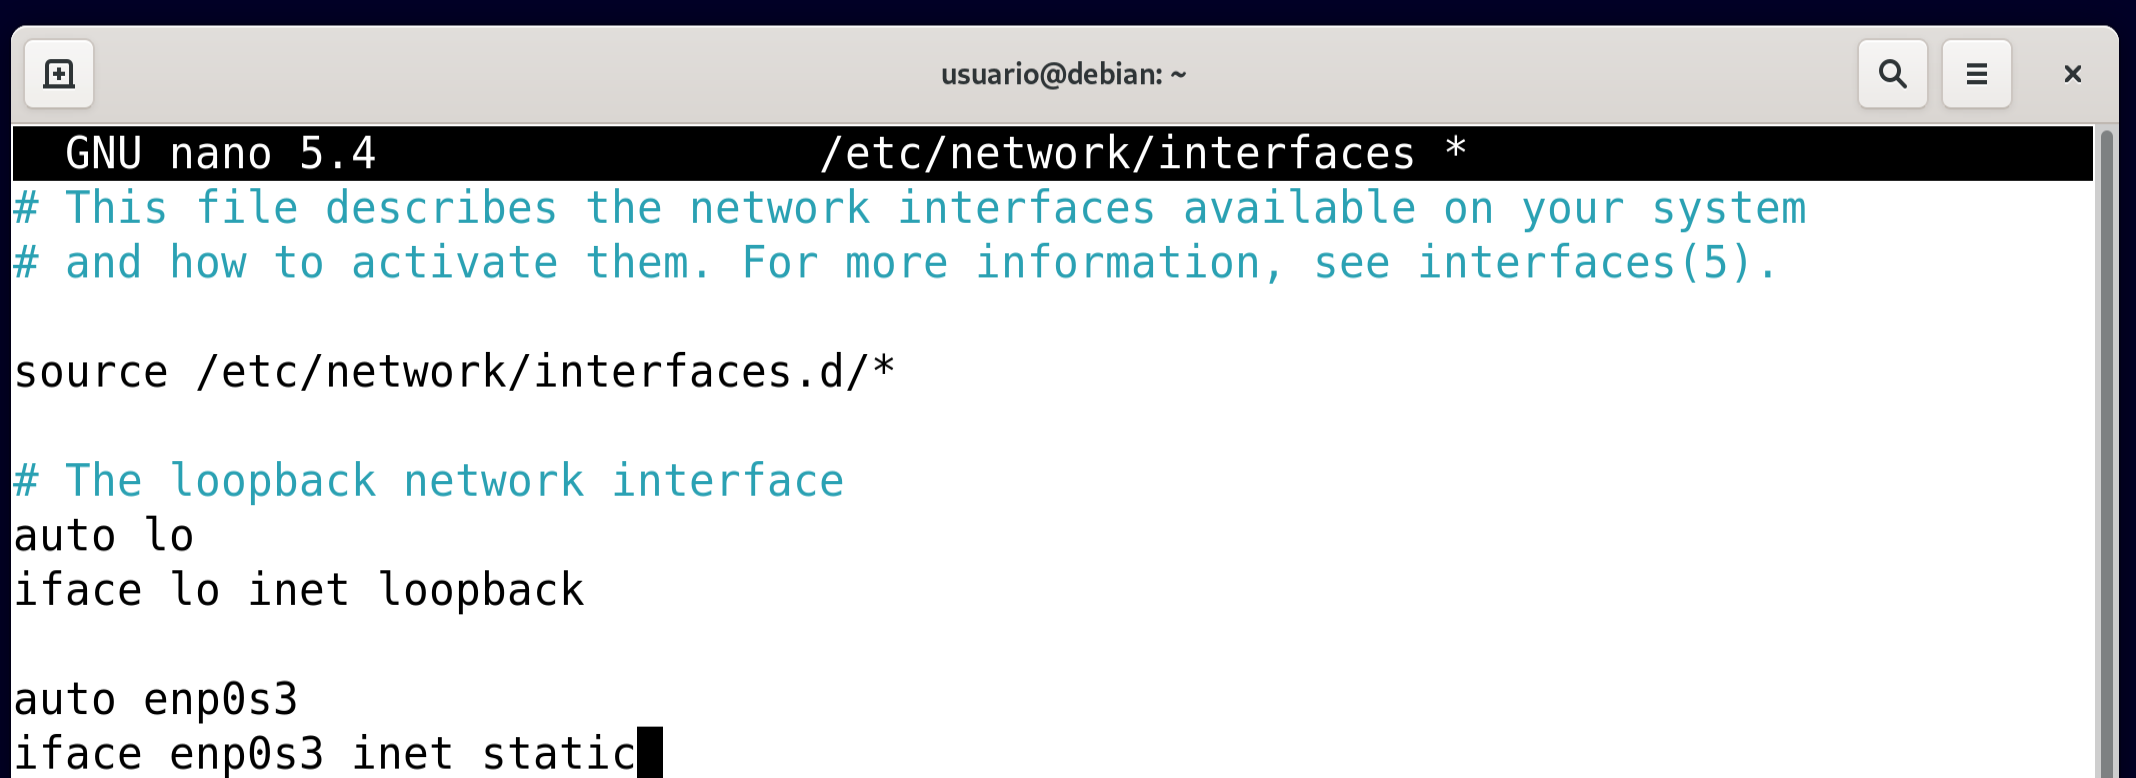 usuario@debian: ~
GNU nano 5.4 /etc/network/interfaces *
# This file describes the network interfaces available on your system
# and how to activate them. For more information, see interfaces(5).
source /etc/network/interfaces.d/*
# The loopback network interface
auto lo
iface lo inet loopback
auto enp0s3
iface enp0s3 inet static